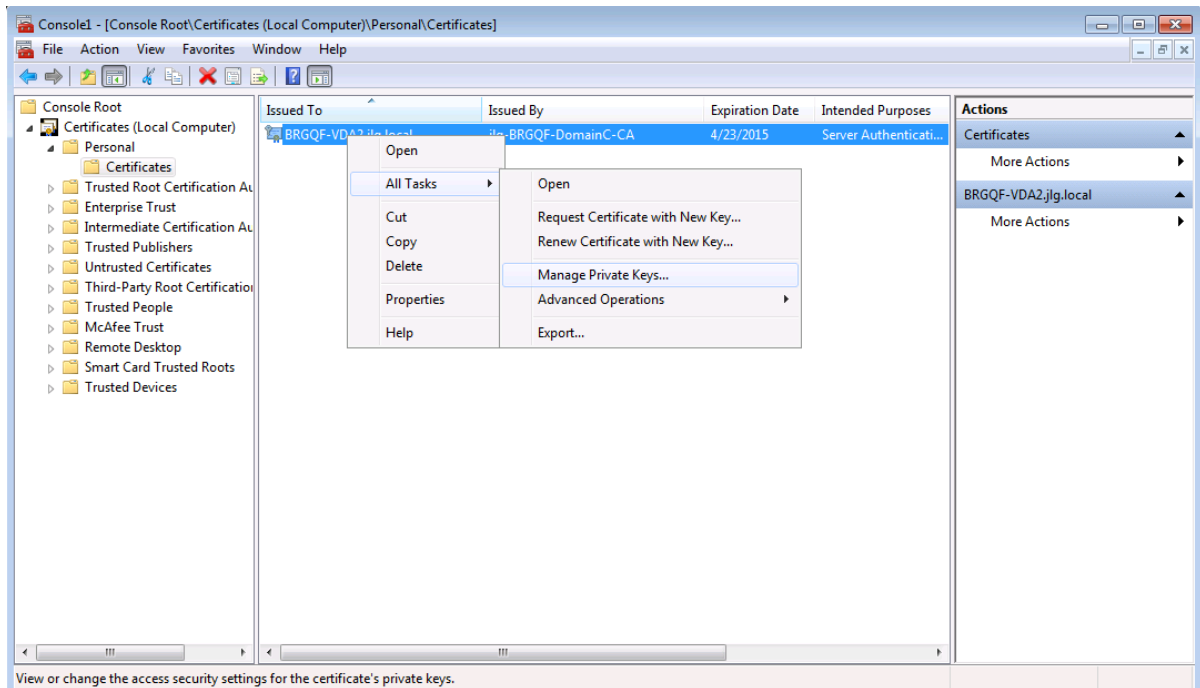 Console1 - [Console Root\Certificates (Local Computer)\Personal\Certificates]
File Action View Favorites Window Help
Console Root
Certificates (Local Computer)
Personal
Certificates
Trusted Root Certification Au
Enterprise Trust
Intermediate Certification Au
Trusted Publishers
Untrusted Certificates
Third-Party Root Certification
Trusted People
McAfee Trust
Remote Desktop
Smart Card Trusted Roots
Trusted Devices
Issued To Issued By Expiration Date Intended Purposes
BRGQF-VDA2.jlg.local jlg-BRGQF-DomainC-CA 4/23/2015 Server Authenticati...
Open
All Tasks
Cut
Copy
Delete
Properties
Help
Open
Request Certificate with New Key...
Renew Certificate with New Key...
Manage Private Keys...
Advanced Operations
Export...
Actions
Certificates
More Actions
BRGQF-VDA2.jlg.local
More Actions
View or change the access security settings for the certificate's private keys.